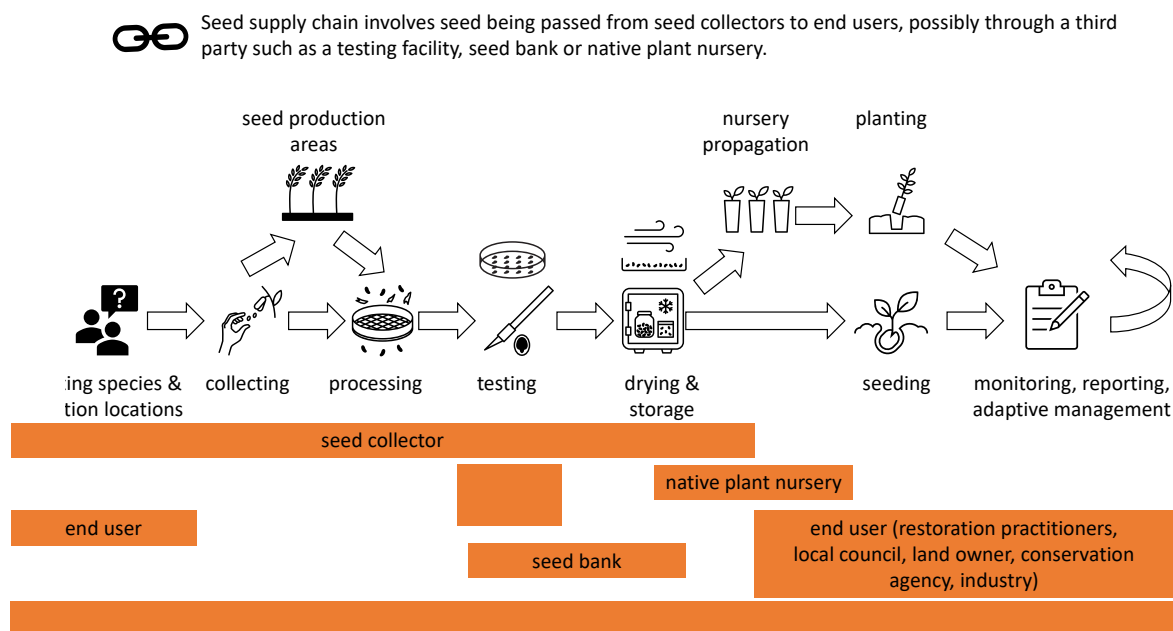 Seed supply chain involves seed being passed from seed collectors to end users, possibly through a third
party such as a testing facility, seed bank or native plant nursery.
seed production
areas
nursery
propagation
planting
?
species &
locations
collecting
processing
testing
drying &
storage
seeding
monitoring, reporting,
adaptive management
seed collector
native plant nursery
end user
seed bank
end user (restoration practitioners,
local council, land owner, conservation
agency, industry)